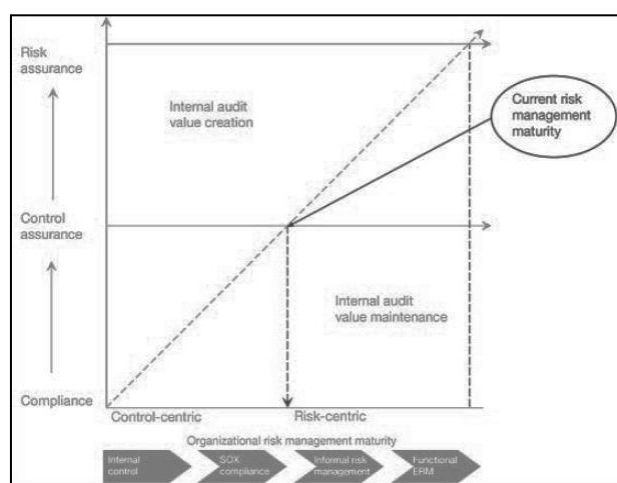 Risk
assurance
Internal audit
value creation
Current risk
management
maturity
Control
assurance
Internal audit
value maintenance
Compliance
Control-centric
Risk-centric
Organizational risk management maturity
Internal
control
SOX
compliance
Informal risk
management
Functional
ERM